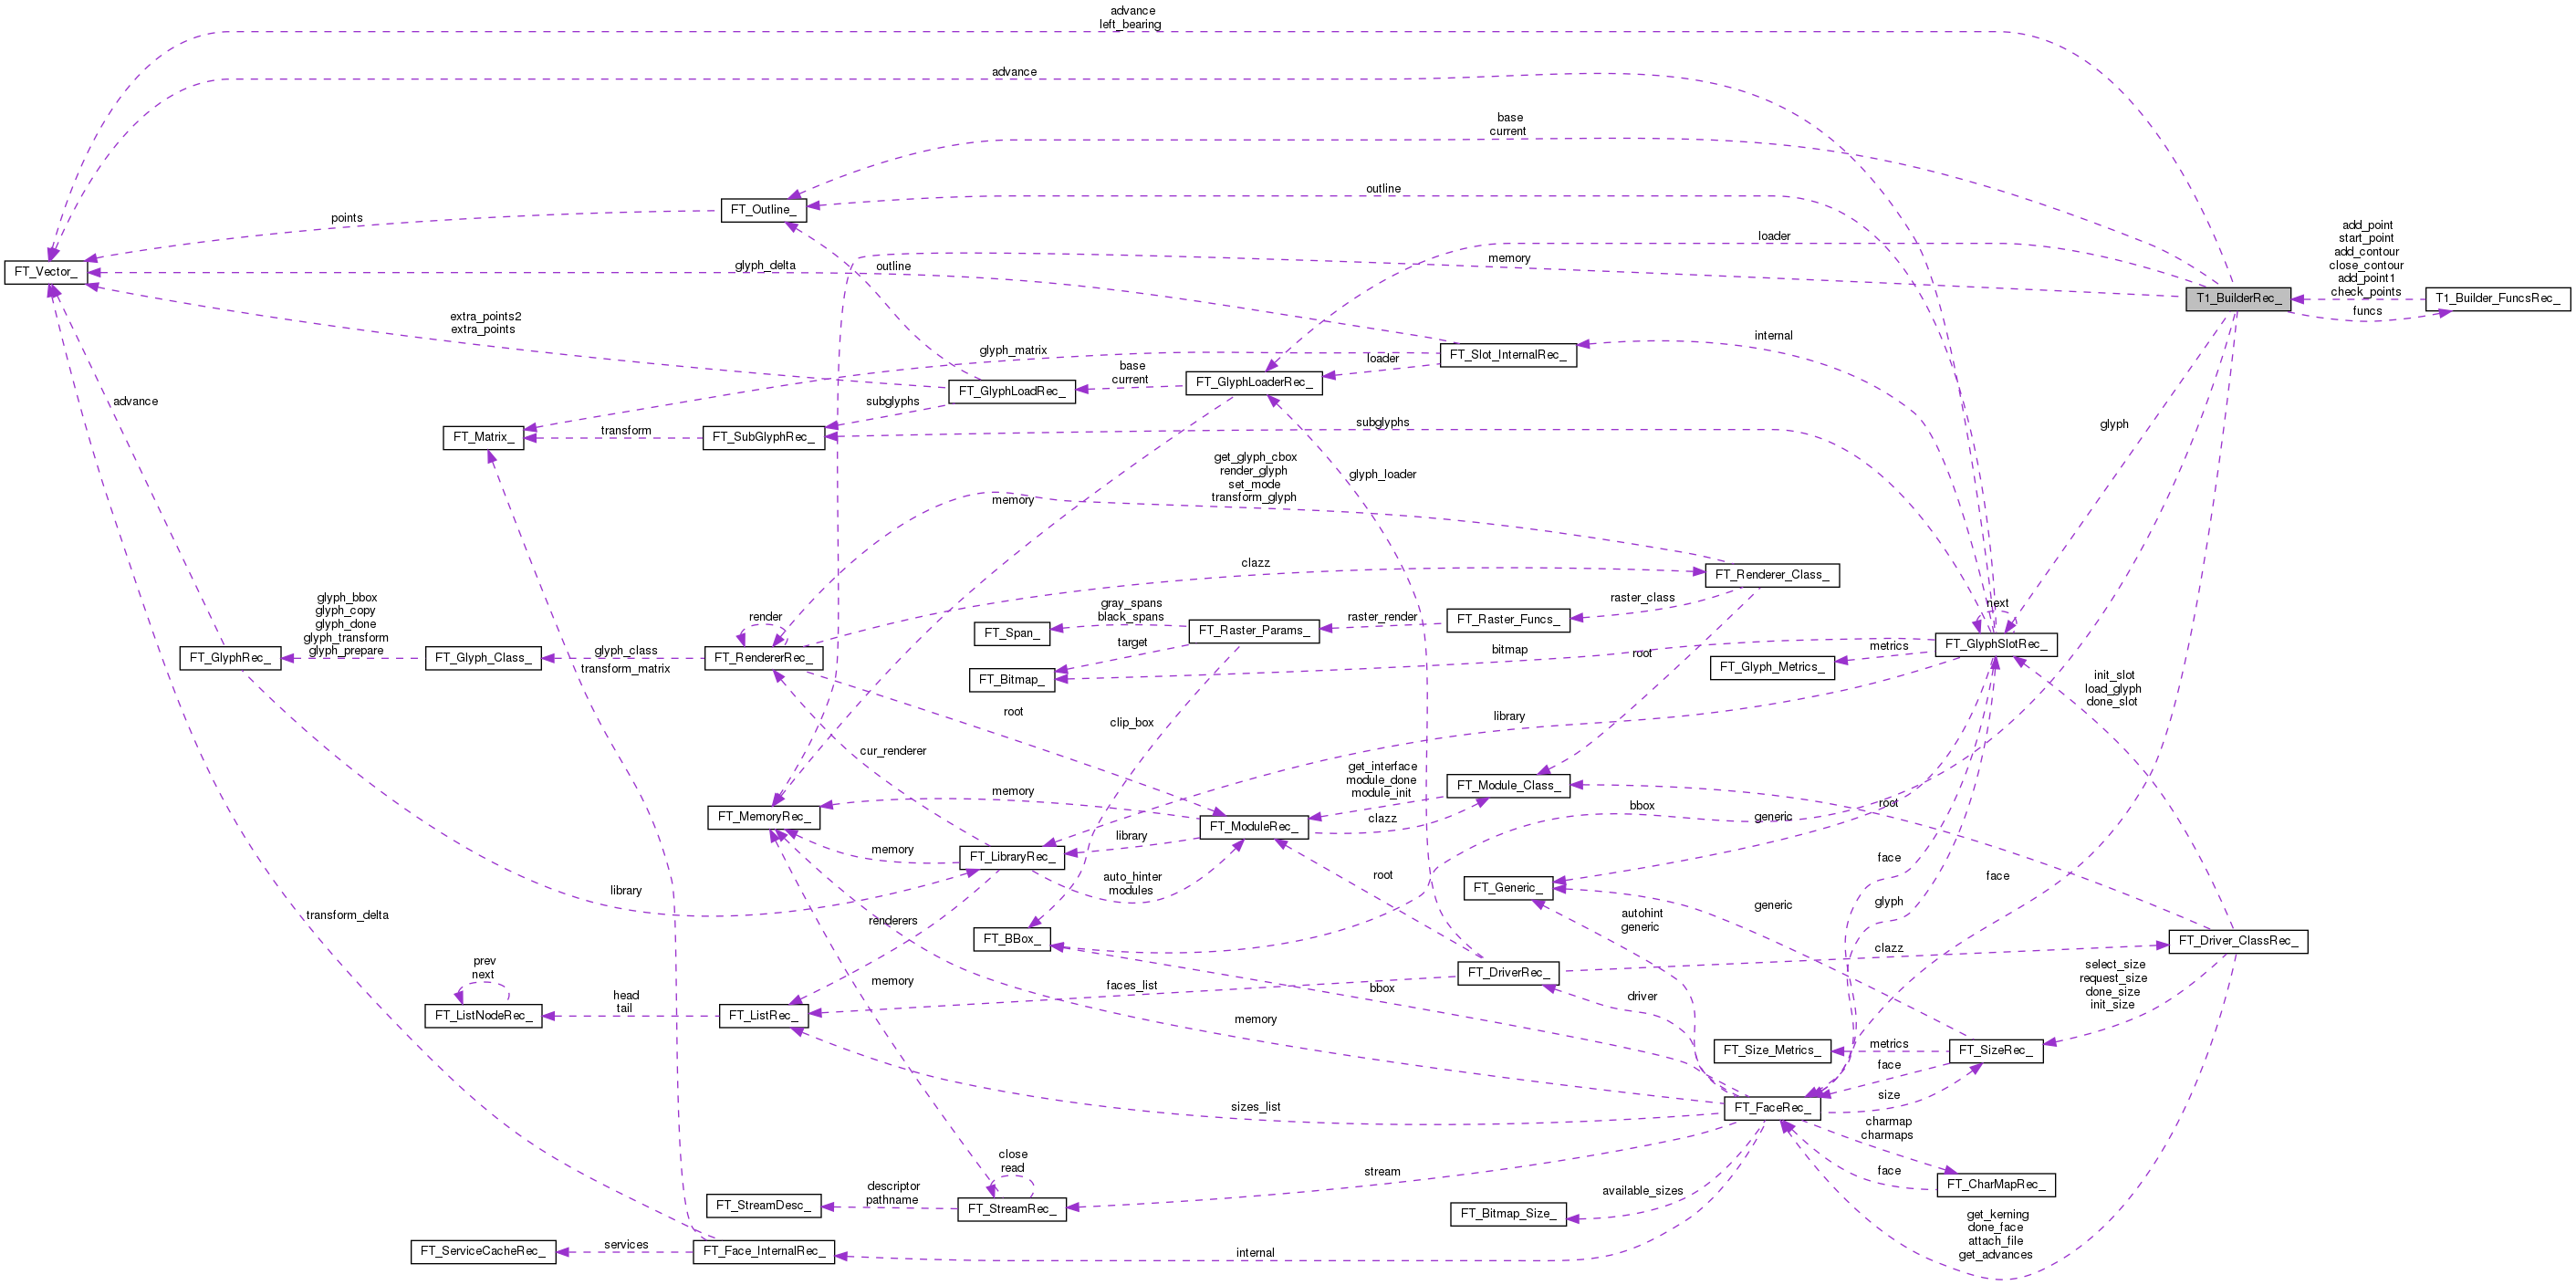 advance
left_bearing
advance
base
current
outline
FT_Outline_
points
add_point
start_point
add_contour
close_contour
add_point1
check_points
loader
memory
FT_Vector_
glyph_delta
outline
T1_BuilderRec_
T1_Builder_FuncsRec_
funcs
extra_points2
extra_points
internal
glyph_matrix
FT_Slot_InternalRec_
loader
base
current
FT_GlyphLoaderRec_
FT_GlyphLoadRec_
advance
subglyphs
subglyphs
glyph
FT_Matrix_
transform
FT_SubGlyphRec_
get_glyph_cbox
render_glyph
set_mode
transform_glyph
glyph_loader
memory
clazz
FT_Renderer_Class_
raster_class
glyph_bbox
glyph_copy
glyph_done
glyph_transform
glyph_prepare
render
gray_spans
black_spans
raster_render
FT_Raster_Funcs_
next
FT_Span_
FT_Raster_Params_
FT_GlyphRec_
FT_Glyph_Class_
glyph_class
FT_RendererRec_
target
bitmap
root
metrics
FT_GlyphSlotRec_
transform_matrix
FT_Bitmap_
FT_Glyph_Metrics_
init_slot
load_glyph
done_slot
root
clip_box
library
cur_renderer
get_interface
module_done
module_init
FT_Module_Class_
memory
bbox
root
generic
FT_MemoryRec_
FT_ModuleRec_
clazz
library
memory
FT_LibraryRec_
face
auto_hinter
modules
root
face
FT_Generic_
library
glyph
generic
transform_delta
renderers
autohint
generic
FT_BBox_
FT_Driver_ClassRec_
clazz
prev
next
memory
FT_DriverRec_
select_size
request_size
done_size
init_size
faces_list
bbox
driver
head
tail
FT_ListNodeRec_
FT_ListRec_
memory
FT_Size_Metrics_
metrics
FT_SizeRec_
face
size
sizes_list
FT_FaceRec_
charmap
charmaps
close
read
stream
face
FT_CharMapRec_
descriptor
pathname
FT_StreamDesc_
FT_StreamRec_
available_sizes
FT_Bitmap_Size_
get_kerning
done_face
attach_file
get_advances
FT_ServiceCacheRec_
services
FT_Face_InternalRec_
internal